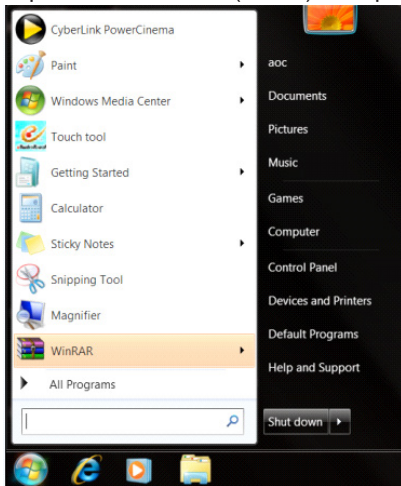 CyberLink PowerCinema
Paint
Windows Media Center
Touch tool
Getting Started
Calculator
Sticky Notes
Snipping Tool
Magnifier
WinRAR
All Programs
aoc
Documents
Pictures
Music
Games
Computer
Control Panel
Devices and Printers
Default Programs
Help and Support
Shut down